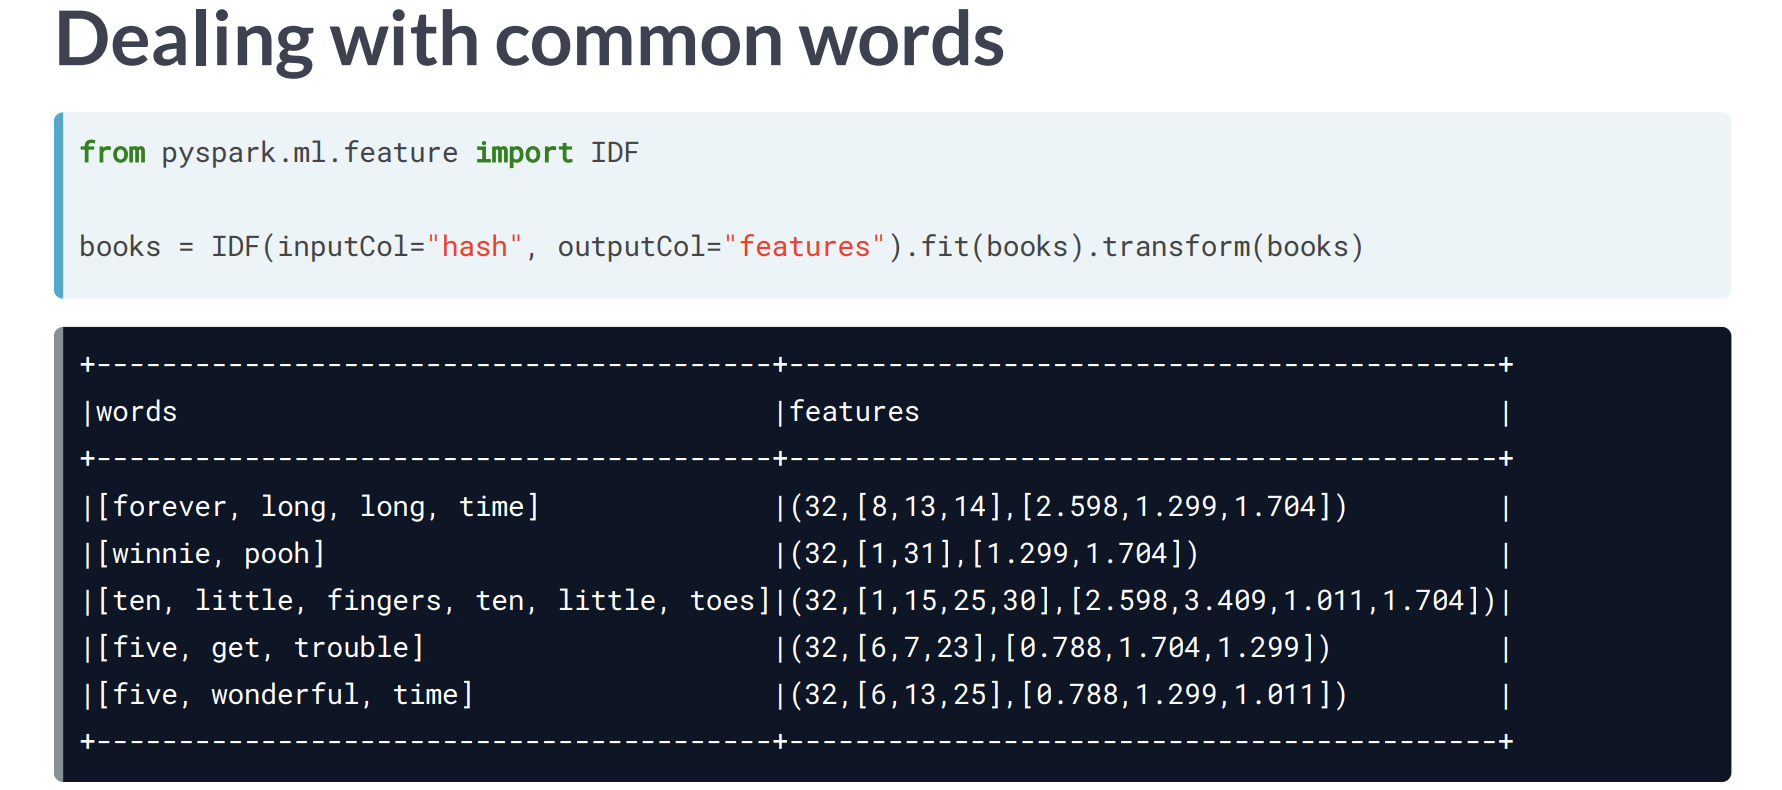 Dealing with common words
from pyspark.ml.feature import IDF
books = IDF(inputCol="hash", outputCol="features").fit(books).transform(books)
+-----------------------------------------+-------------------------------------------+
|words                                    |features                                   |
+-----------------------------------------+-------------------------------------------+
|[forever, long, long, time]              |(32,[8,13,14],[2.598,1.299,1.704])         |
|[winnie, pooh]                           |(32,[1,31],[1.299,1.704])                  |
|[ten, little, fingers, ten, little, toes]|(32,[1,15,25,30],[2.598,3.409,1.011,1.704])|
|[five, get, trouble]                     |(32,[6,7,23],[0.788,1.704,1.299])          |
|[five, wonderful, time]                  |(32,[6,13,25],[0.788,1.299,1.011])         |
+-----------------------------------------+-------------------------------------------+